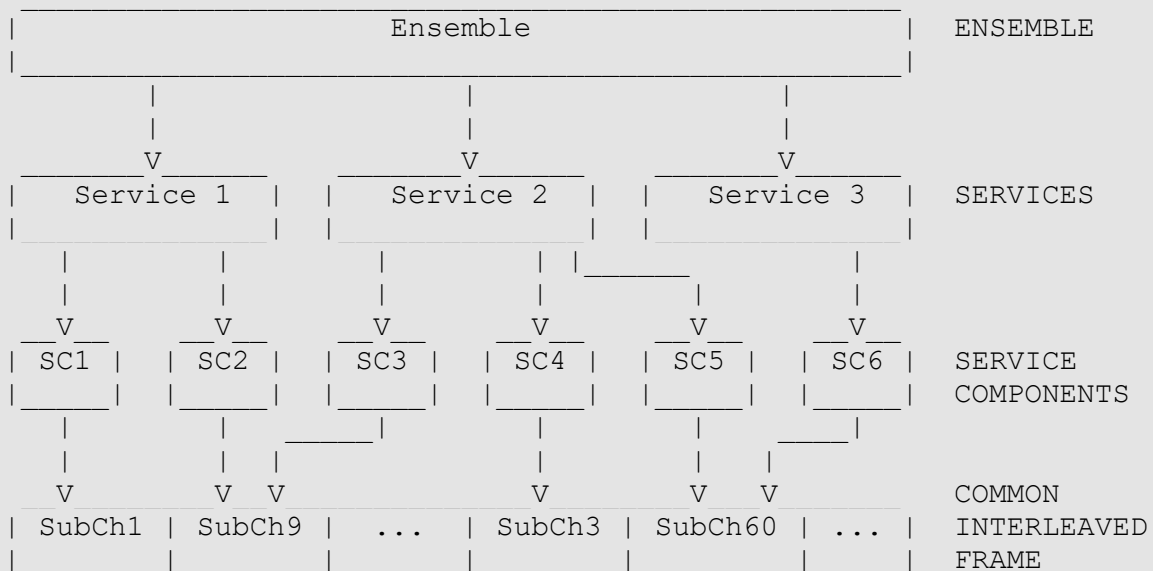 Ensemble ENSEMBLE
Service 1 Service 2 Service 3 SERVICES
SC1 SC2 SC3 SC4 SC5 SC6 SERVICE
COMPONENTS
COMMON
SubCh1 SubCh9 ... SubCh3 SubCh60 ... INTERLEAVED
FRAME